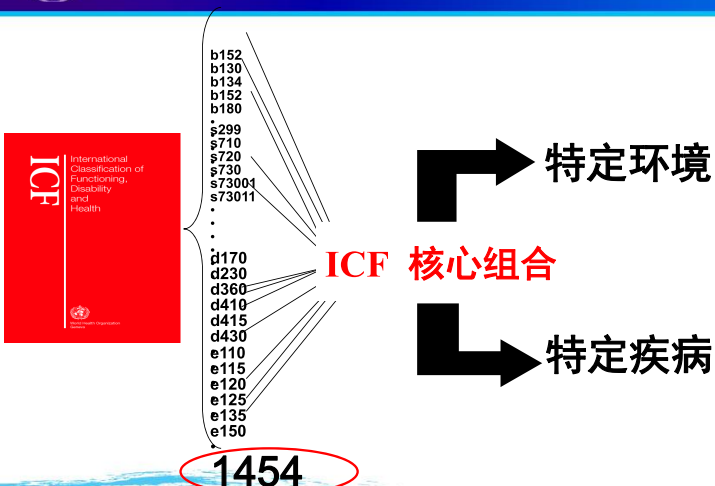 ICF
International
Classification of
Functioning,
Disability
and
Health
World Health Organization
Geneva
b152
b130
b134
b152
b180
s299
s710
s720
s730
s73001
s73011
d170
d230
d360
d410
d415
d430
e110
e115
e120
e125
e135
e150
1454
ICF 核心组合
特定环境
特定疾病